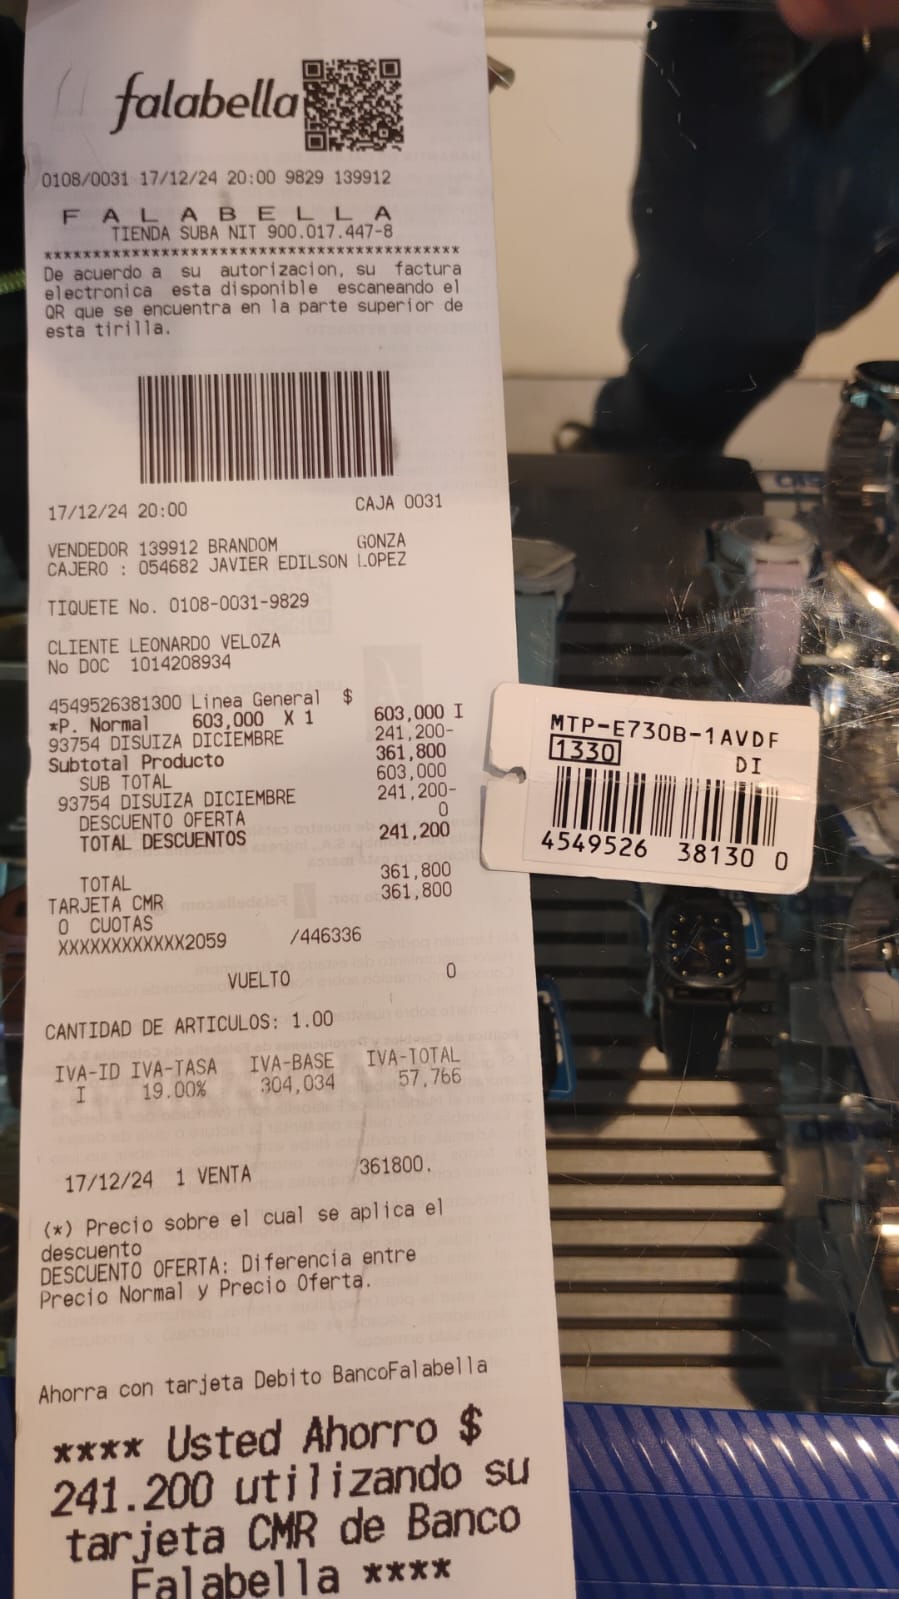 falabella
0108/0031 17/12/24 20:00 9829 139912
F A L A B E L L A
TIENDA SUBA NIT 900.017.447-8
******************************************
De acuerdo a su autorizacion, su factura
electronica esta disponible escaneando el
QR que se encuentra en la parte superior de
esta tirilla.
17/12/24 20:00 CAJA 0031
VENDEDOR 139912 BRANDOM GONZA
CAJERO : 054682 JAVIER EDILSON LOPEZ
TIQUETE No. 0108-0031-9829
CLIENTE LEONARDO VELOZA
No DOC 1014208934
4549526381300 Linea General $
*P. Normal 603,000 X 1 603,000 I
93754 DISUIZA DICIEMBRE 241,200-
Subtotal Producto 361,800
SUB TOTAL 603,000
93754 DISUIZA DICIEMBRE 241,200-
DESCUENTO OFERTA 0
TOTAL DESCUENTOS 241,200
TOTAL 361,800
TARJETA CMR 361,800
0 CUOTAS
XXXXXXXXXXXX2059 /446336
VUELTO 0
CANTIDAD DE ARTICULOS: 1.00
IVA-ID IVA-TASA IVA-BASE IVA-TOTAL
I 19.00% 304,034 57,766
17/12/24 1 VENTA 361800.
(*) Precio sobre el cual se aplica el
descuento
DESCUENTO OFERTA: Diferencia entre
Precio Normal y Precio Oferta.
Ahorra con tarjeta Debito BancoFalabella
**** Usted Ahorro $
241.200 utilizando su
tarjeta CMR de Banco
Falabella ****
MTP-E730B-1AVDF
1330 DI
4549526 38130 0